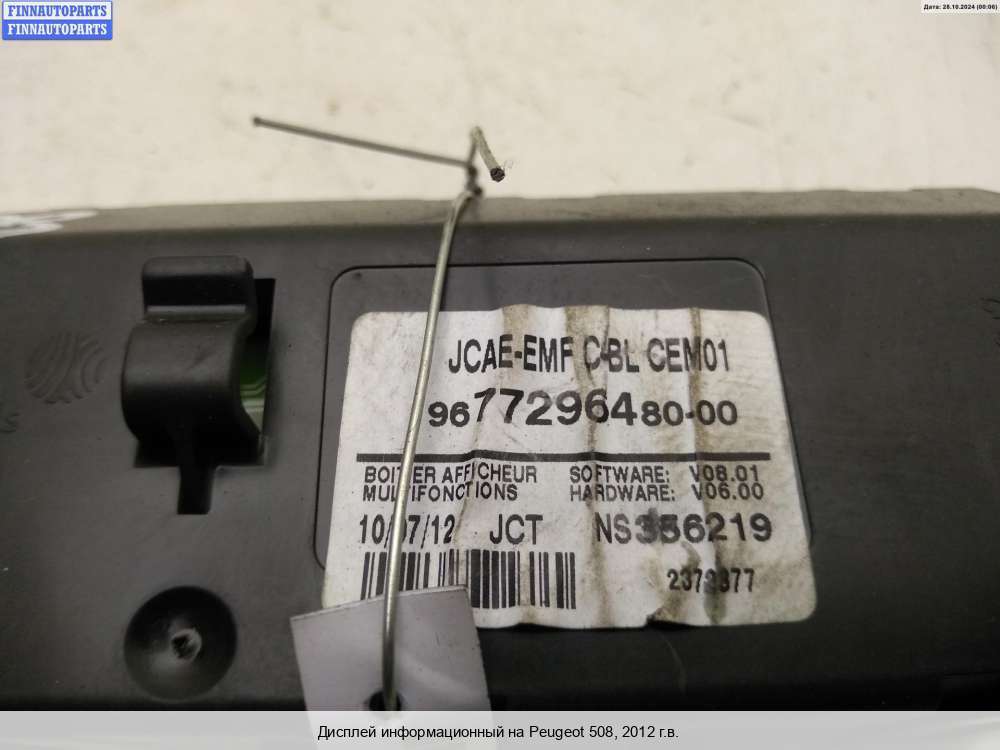 FINNAUTOPARTS
FINNAUTOPARTS
Дата: 28.10.2024 (00:06)
JCAE-EMF C-BL CEM01
9677296480-00
BOITIER AFFICHEUR SOFTWARE: V08.01
MULTIFONCTIONS HARDWARE: V06.00
10/07/12 JCT NS356219
Дисплей информационный на Peugeot 508, 2012 г.в.